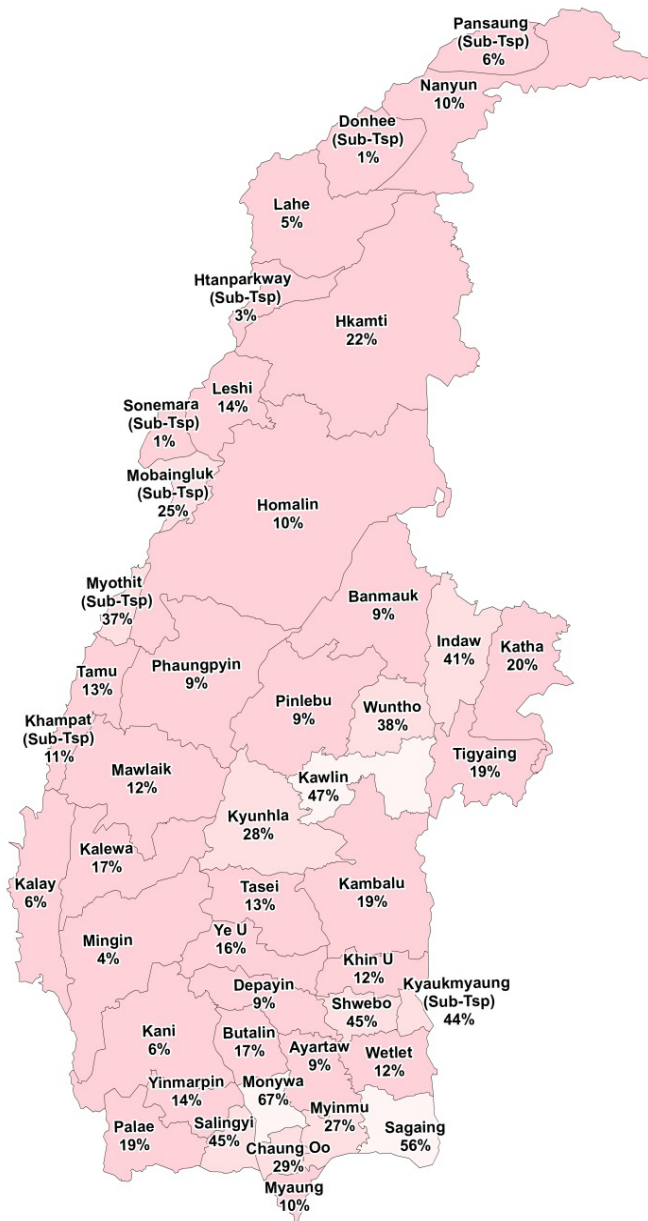 Pansaung
(Sub-Tsp)
6%
Nanyun
10%
Donhee
(Sub-Tsp)
1%
Lahe
5%
Htanparkway
(Sub-Tsp)
3%
Hkamti
22%
Leshi
14%
Sonemara
(Sub-Tsp)
1%
Mobaingluk
(Sub-Tsp)
25%
Homalin
10%
Myothit
(Sub-Tsp)
37%
Banmauk
9%
Indaw
41%
Katha
20%
Tamu
13%
Phaungpyin
9%
Pinlebu
9%
Wuntho
38%
Khampat
(Sub-Tsp)
11%
Mawlaik
12%
Kawlin
47%
Tigyaing
19%
Kyunhla
28%
Kalewa
17%
Kalay
6%
Tasei
13%
Kambalu
19%
Mingin
4%
Ye U
16%
Khin U
12%
Kyaukmyaung
(Sub-Tsp)
44%
Depayin
9%
Shwebo
45%
Kani
6%
Butalin
17%
Ayartaw
9%
Wetlet
12%
Yinmarpin
14%
Monywa
67%
Myinmu
27%
Sagaing
56%
Palae
19%
Salingyi
45%
Chaung Oo
29%
Myaung
10%